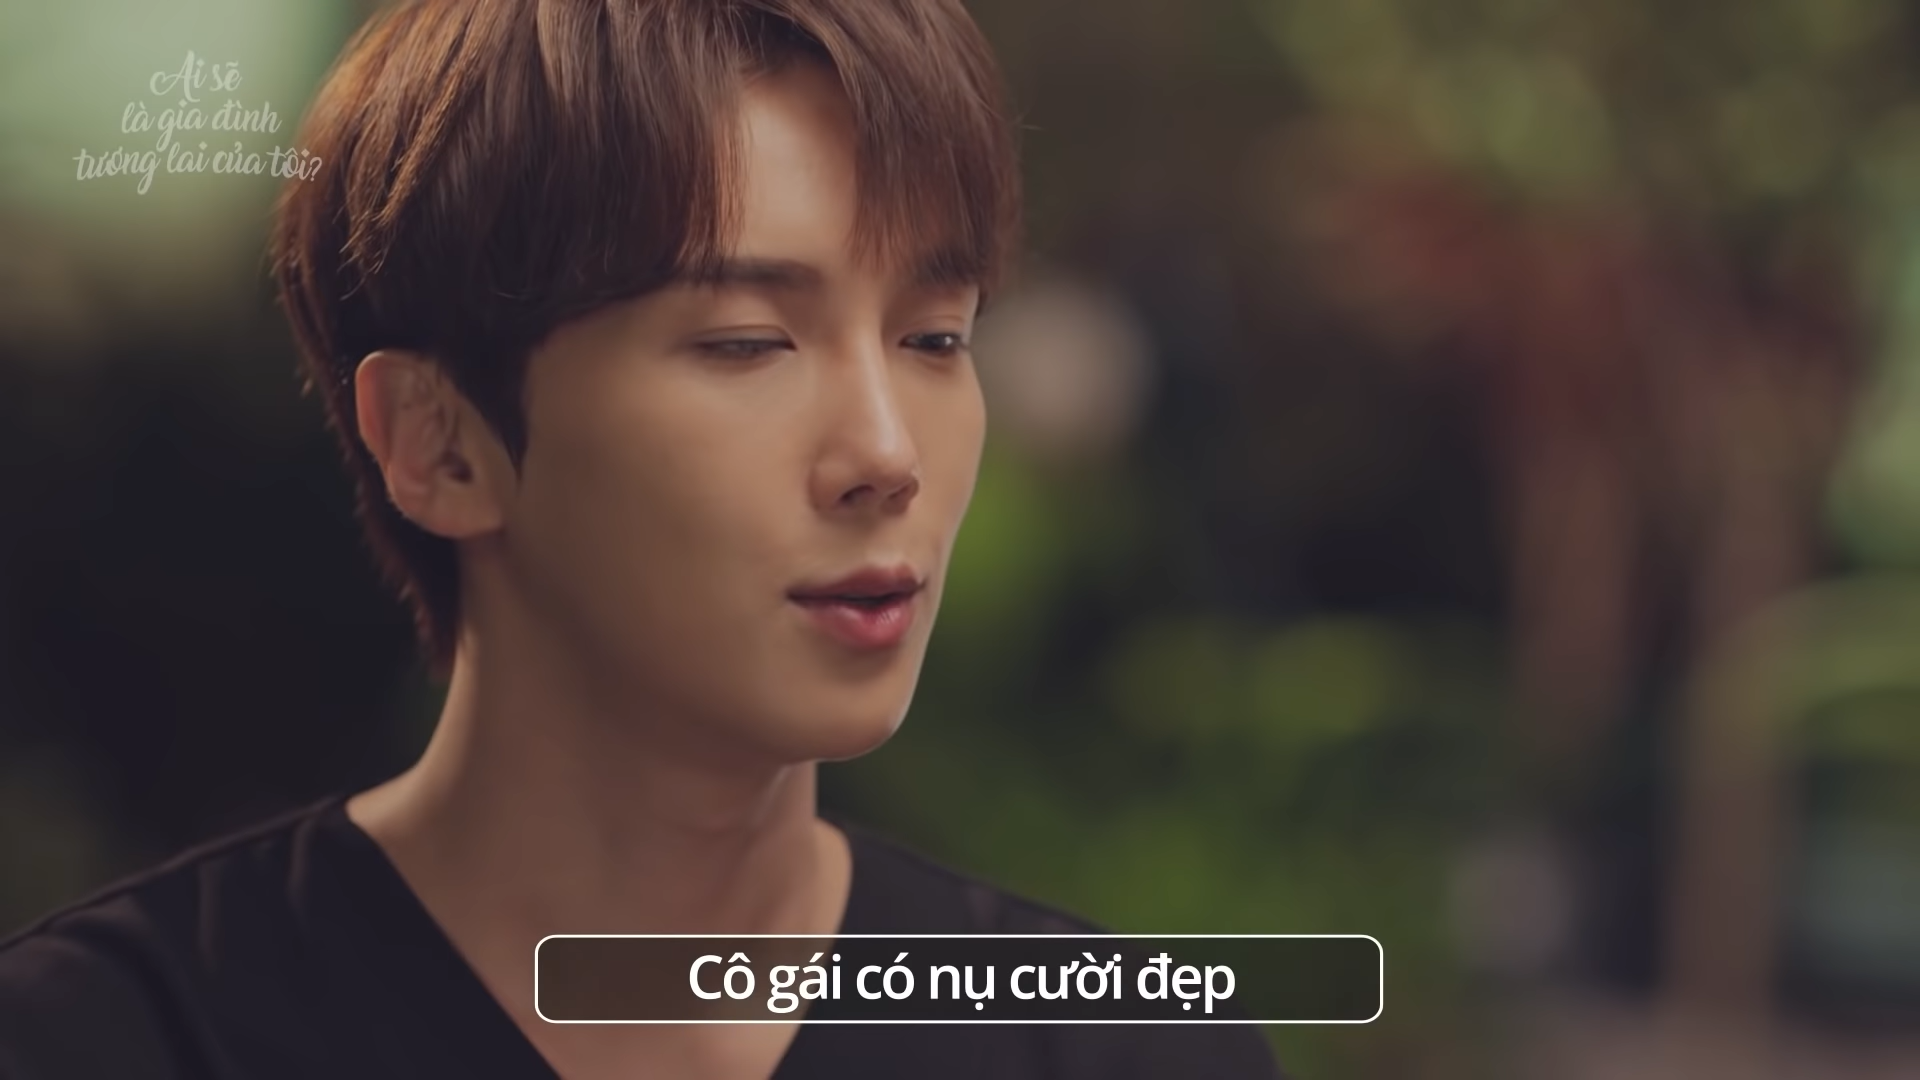 Ai sẽ
là gia đình
tương lai của tôi?
Cô gái có nụ cười đẹp